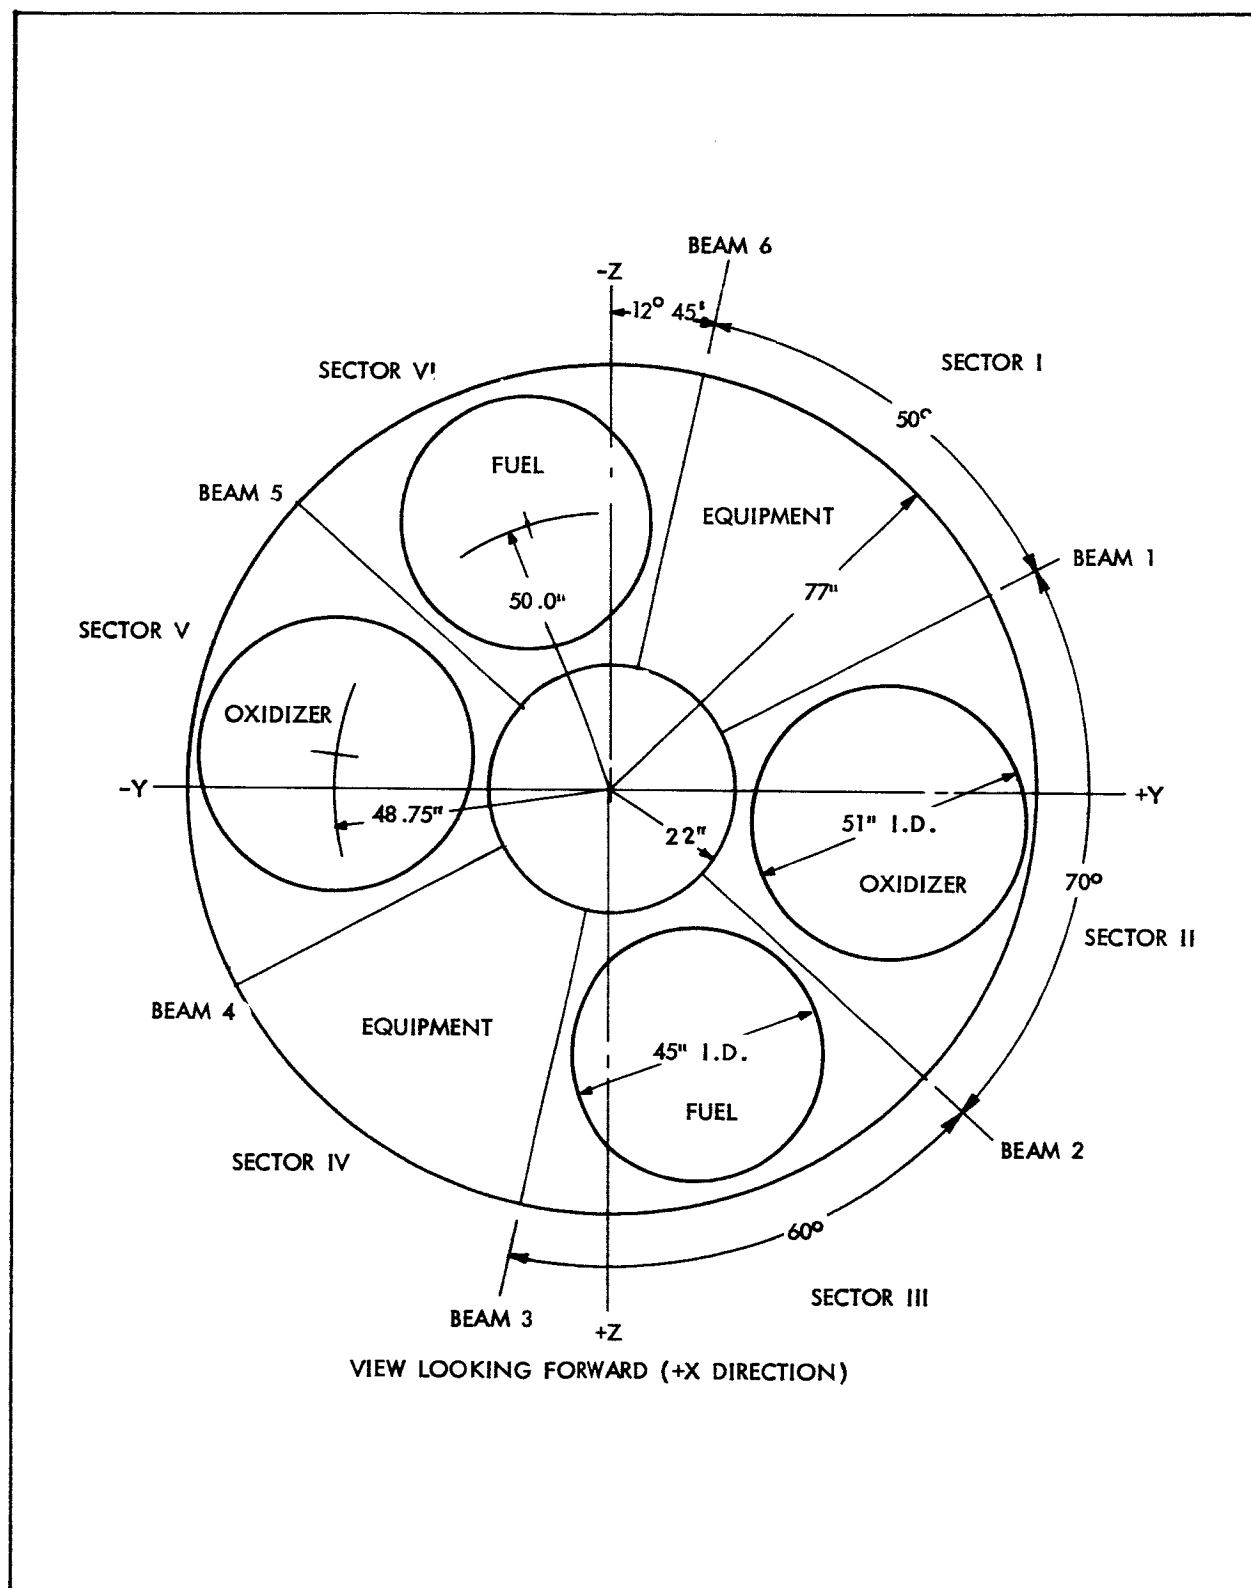 BEAM 6
-Z
12° 45'
SECTOR I
SECTOR VI
50°
FUEL
BEAM 5
EQUIPMENT
BEAM 1
77"
50.0"
SECTOR V
OXIDIZER
-Y
+Y
48.75"
22"
51" I.D.
OXIDIZER
70°
SECTOR II
BEAM 4
EQUIPMENT
45" I.D.
FUEL
BEAM 2
SECTOR IV
60°
SECTOR III
BEAM 3
+Z
VIEW LOOKING FORWARD (+X DIRECTION)